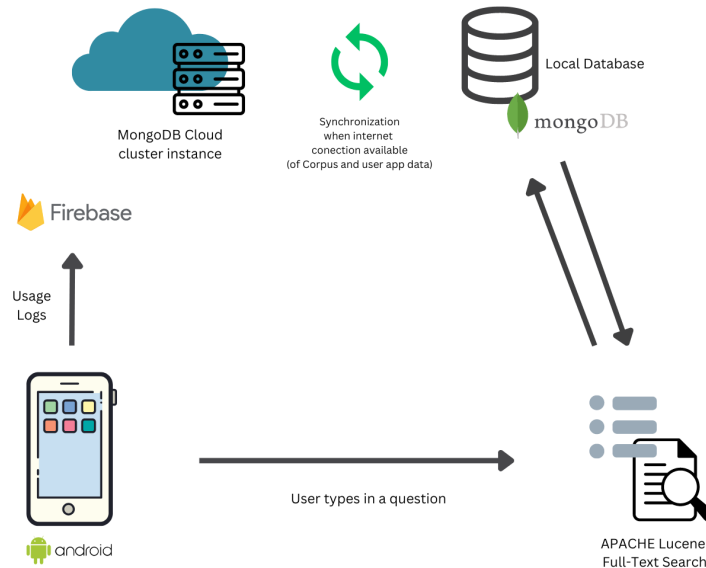 Local Database
mongoDB
MongoDB Cloud
cluster instance
Synchronization
when internet
conection available
(of Corpus and user app data)
Firebase
Usage
Logs
User types in a question
android
APACHE Lucene
Full-Text Search